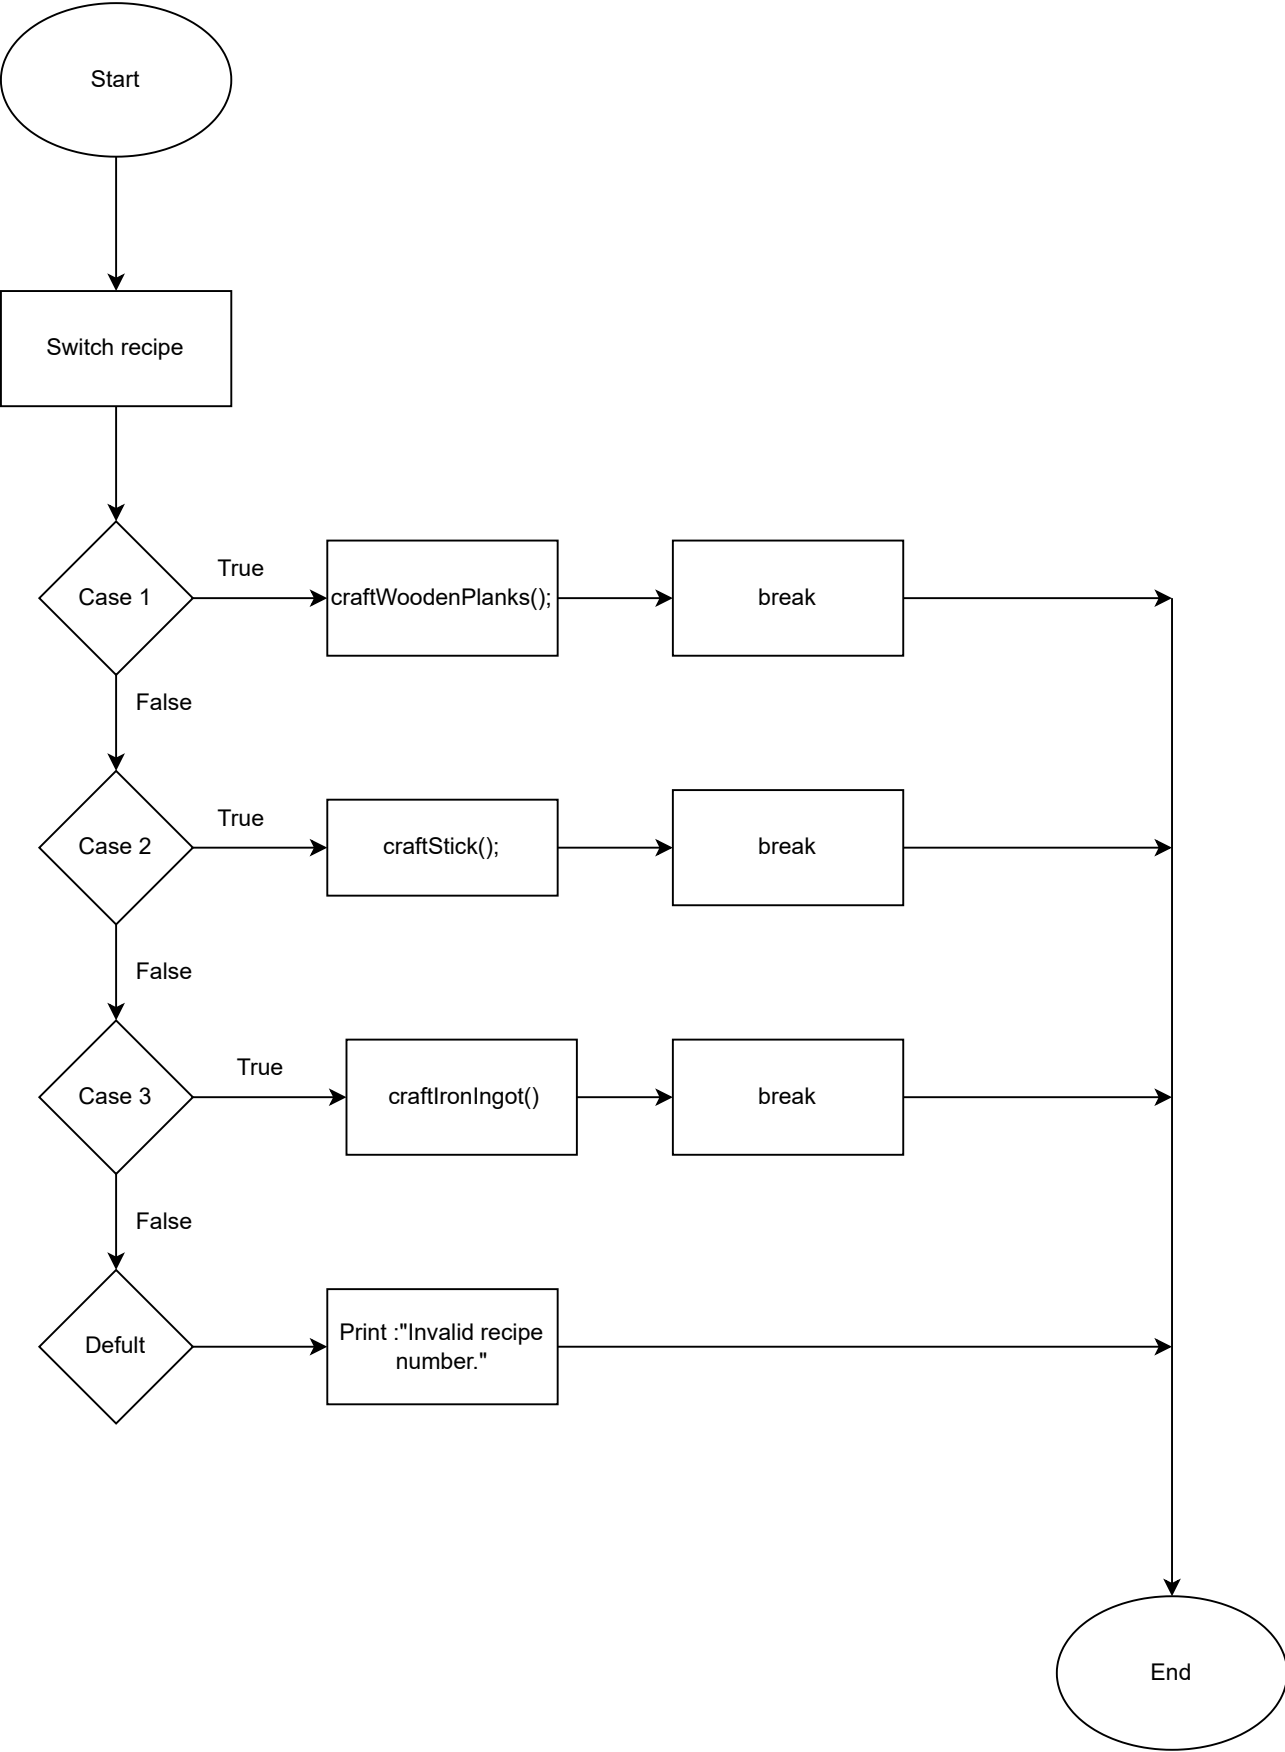 Start
Switch recipe
Case 1
True
craftWoodenPlanks();
break
False
Case 2
True
craftStick();
break
False
Case 3
True
craftIronIngot()
break
False
Defult
Print :"Invalid recipe
number."
End